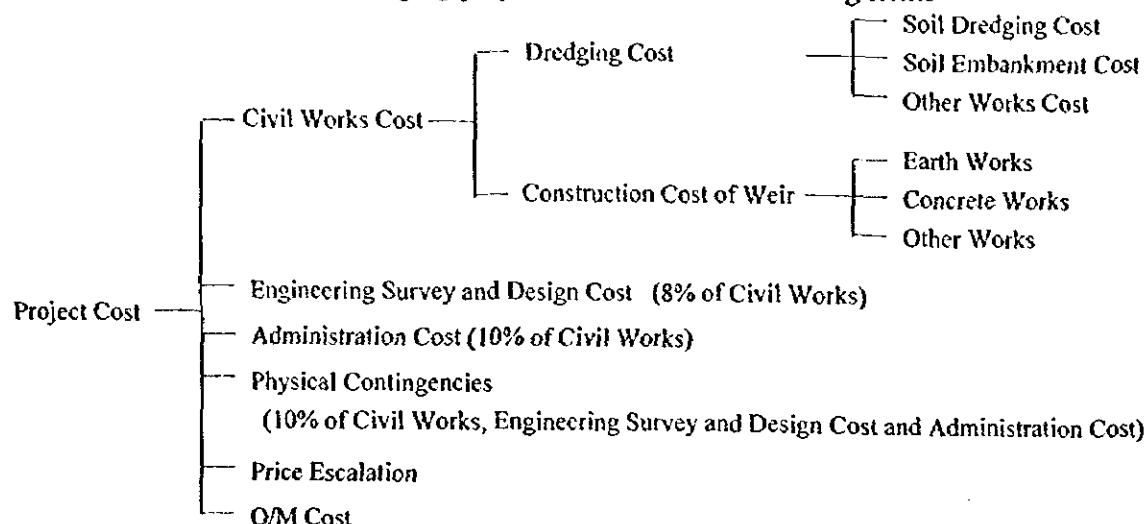 Soil Dredging Cost
Dredging Cost
Soil Embankment Cost
Other Works Cost
Civil Works Cost
Earth Works
Construction Cost of Weir
Concrete Works
Other Works
Engineering Survey and Design Cost (8% of Civil Works)
Project Cost
Administration Cost (10% of Civil Works)
Physical Contingencies
(10% of Civil Works, Engineering Survey and Design Cost and Administration Cost)
Price Escalation
O/M Cost